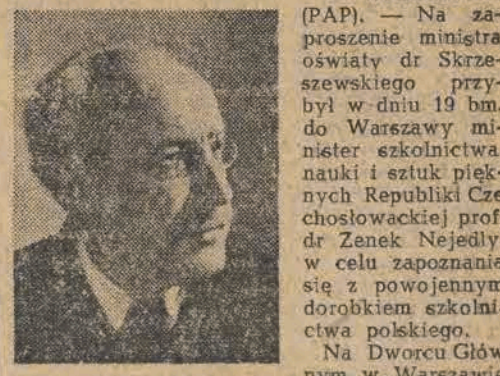 (PAP). — Na za-
proszenie ministra
oświaty dr Skrze-
szewskiego przy-
był w dniu 19 bm.
do Warszawy mi-
nister szkolnictwa
nauki i sztuk pięk-
nych Republiki Cze
chosłowackiej prof
dr Zenek Nejedly
w celu zapoznania
się z powojennym
dorobkiem szkolni
ctwa polskiego.
Na Dworcu Głów
nym w Warszawie